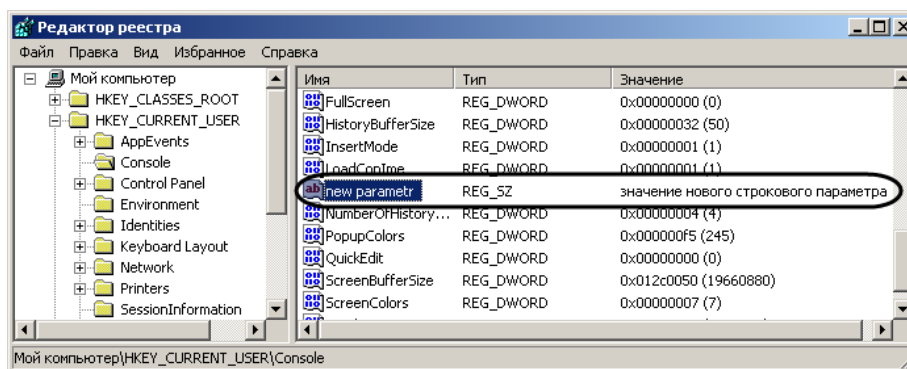 Редактор реестра
Файл Правка Вид Избранное Справка
Мой компьютер
HKEY_CLASSES_ROOT
HKEY_CURRENT_USER
AppEvents
Console
Control Panel
Environment
Identities
Keyboard Layout
Network
Printers
SessionInformation
Имя Тип Значение
FullScreen REG_DWORD 0x00000000 (0)
HistoryBufferSize REG_DWORD 0x00000032 (50)
InsertMode REG_DWORD 0x00000001 (1)
LoadConIme REG_DWORD 0x00000001 (1)
new parametr REG_SZ значение нового строкового параметра
NumberOfHistory... REG_DWORD 0x00000004 (4)
PopupColors REG_DWORD 0x000000f5 (245)
QuickEdit REG_DWORD 0x00000000 (0)
ScreenBufferSize REG_DWORD 0x012c0050 (19660880)
ScreenColors REG_DWORD 0x00000007 (7)
Мой компьютер\HKEY_CURRENT_USER\Console